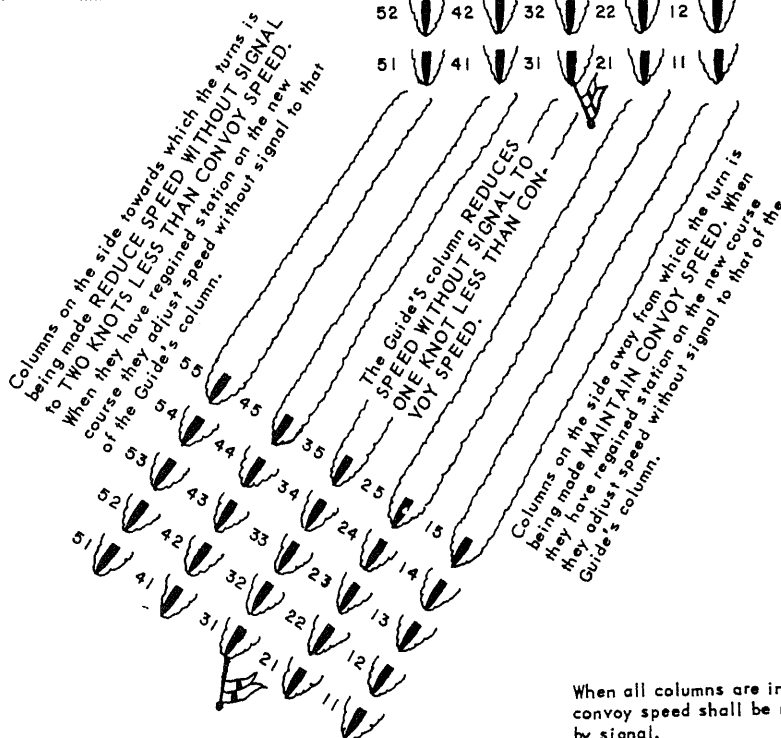 52 42 32 22 12
51 41 31 21 11
Columns on the side towards which the turns is
being made REDUCE SPEED WITHOUT SIGNAL
to TWO KNOTS LESS THAN CONVOY SPEED.
When they have regained station on the new
course they adjust speed without signal to that
of the Guide's column.
The Guide'S column REDUCES
SPEED WITHOUT SIGNAL TO
ONE KNOT LESS THAN CON-
VOY SPEED.
Columns on the side away from which the turn is
being made MAINTAIN CONVOY SPEED. When
they have regained station on the new course
they adjust speed without signal to that of the
Guide's column.
55 45 35 25 15
54 44 34 24 14
53 43 33 23 13
52 42 32 22 12
51 41 31 21 11
When all columns are in
convoy speed shall be
by signal.